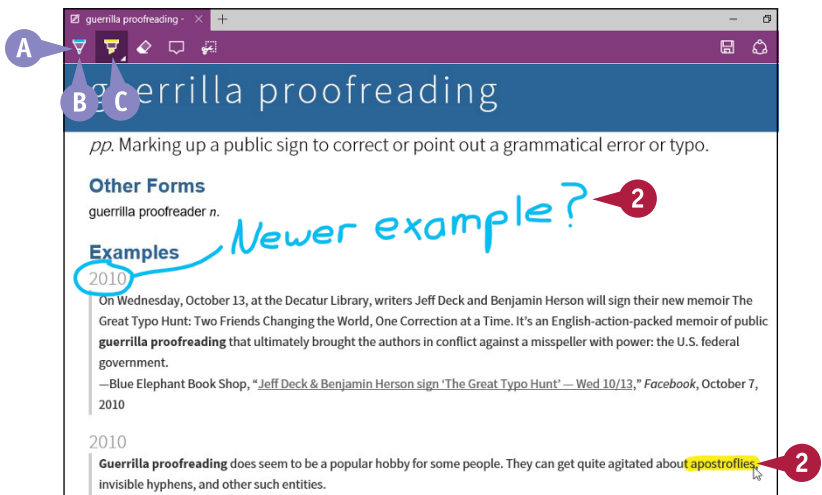 guerrilla proofreading -
A
B
C
guerrilla proofreading
pp. Marking up a public sign to correct or point out a grammatical error or typo.
Other Forms
guerrilla proofreader n.
Newer example?
2
Examples
2010
On Wednesday, October 13, at the Decatur Library, writers Jeff Deck and Benjamin Herson will sign their new memoir The
Great Typo Hunt: Two Friends Changing the World, One Correction at a Time. It's an English-action-packed memoir of public
guerrilla proofreading that ultimately brought the authors in conflict against a misspeller with power: the U.S. federal
government.
—Blue Elephant Book Shop, “Jeff Deck & Benjamin Herson sign ‘The Great Typo Hunt’ — Wed 10/13,” Facebook, October 7,
2010
2010
Guerrilla proofreading does seem to be a popular hobby for some people. They can get quite agitated about apostroflies,
2
invisible hyphens, and other such entities.